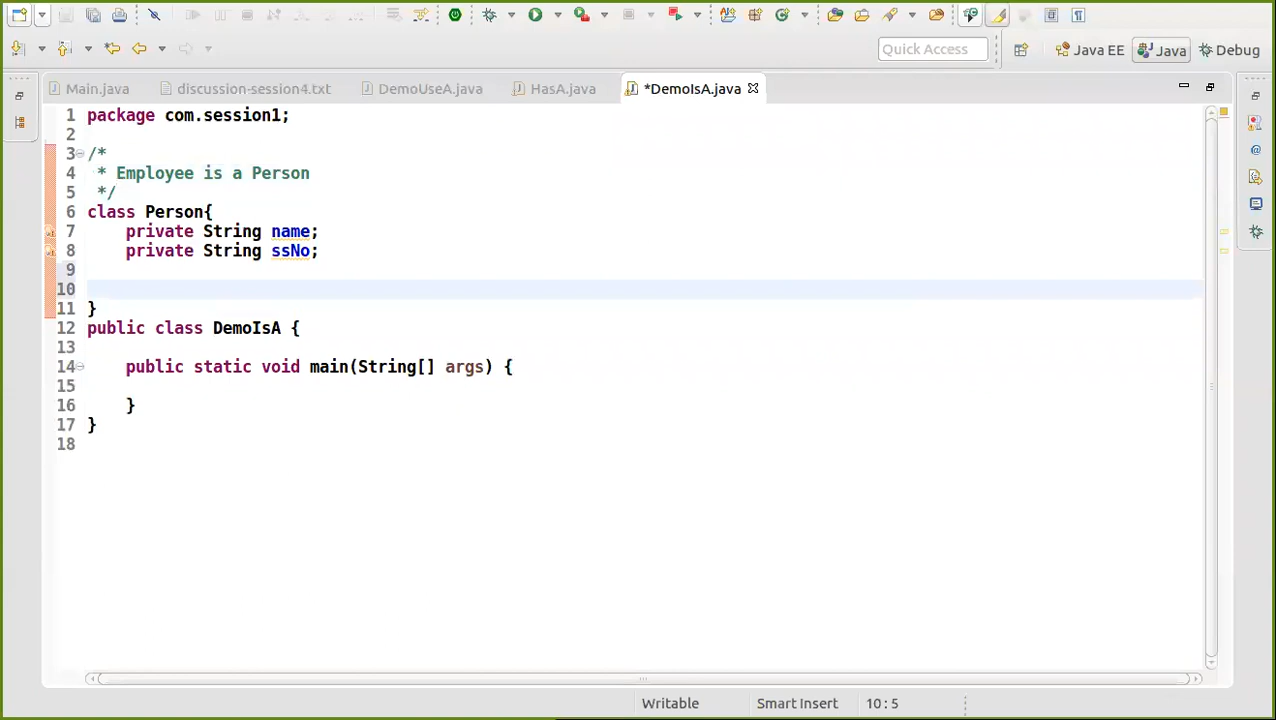 Quick Access
Java EE
Java
Debug
Main.java
discussion-session4.txt
DemoUseA.java
HasA.java
*DemoIsA.java
1 package com.session1;
2
3 /*
4 * Employee is a Person
5 */
6 class Person{
7 private String name;
8 private String ssNo;
9
10
11 }
12 public class DemoIsA {
13
14 public static void main(String[] args) {
15
16 }
17 }
18
Writable
Smart Insert
10 : 5